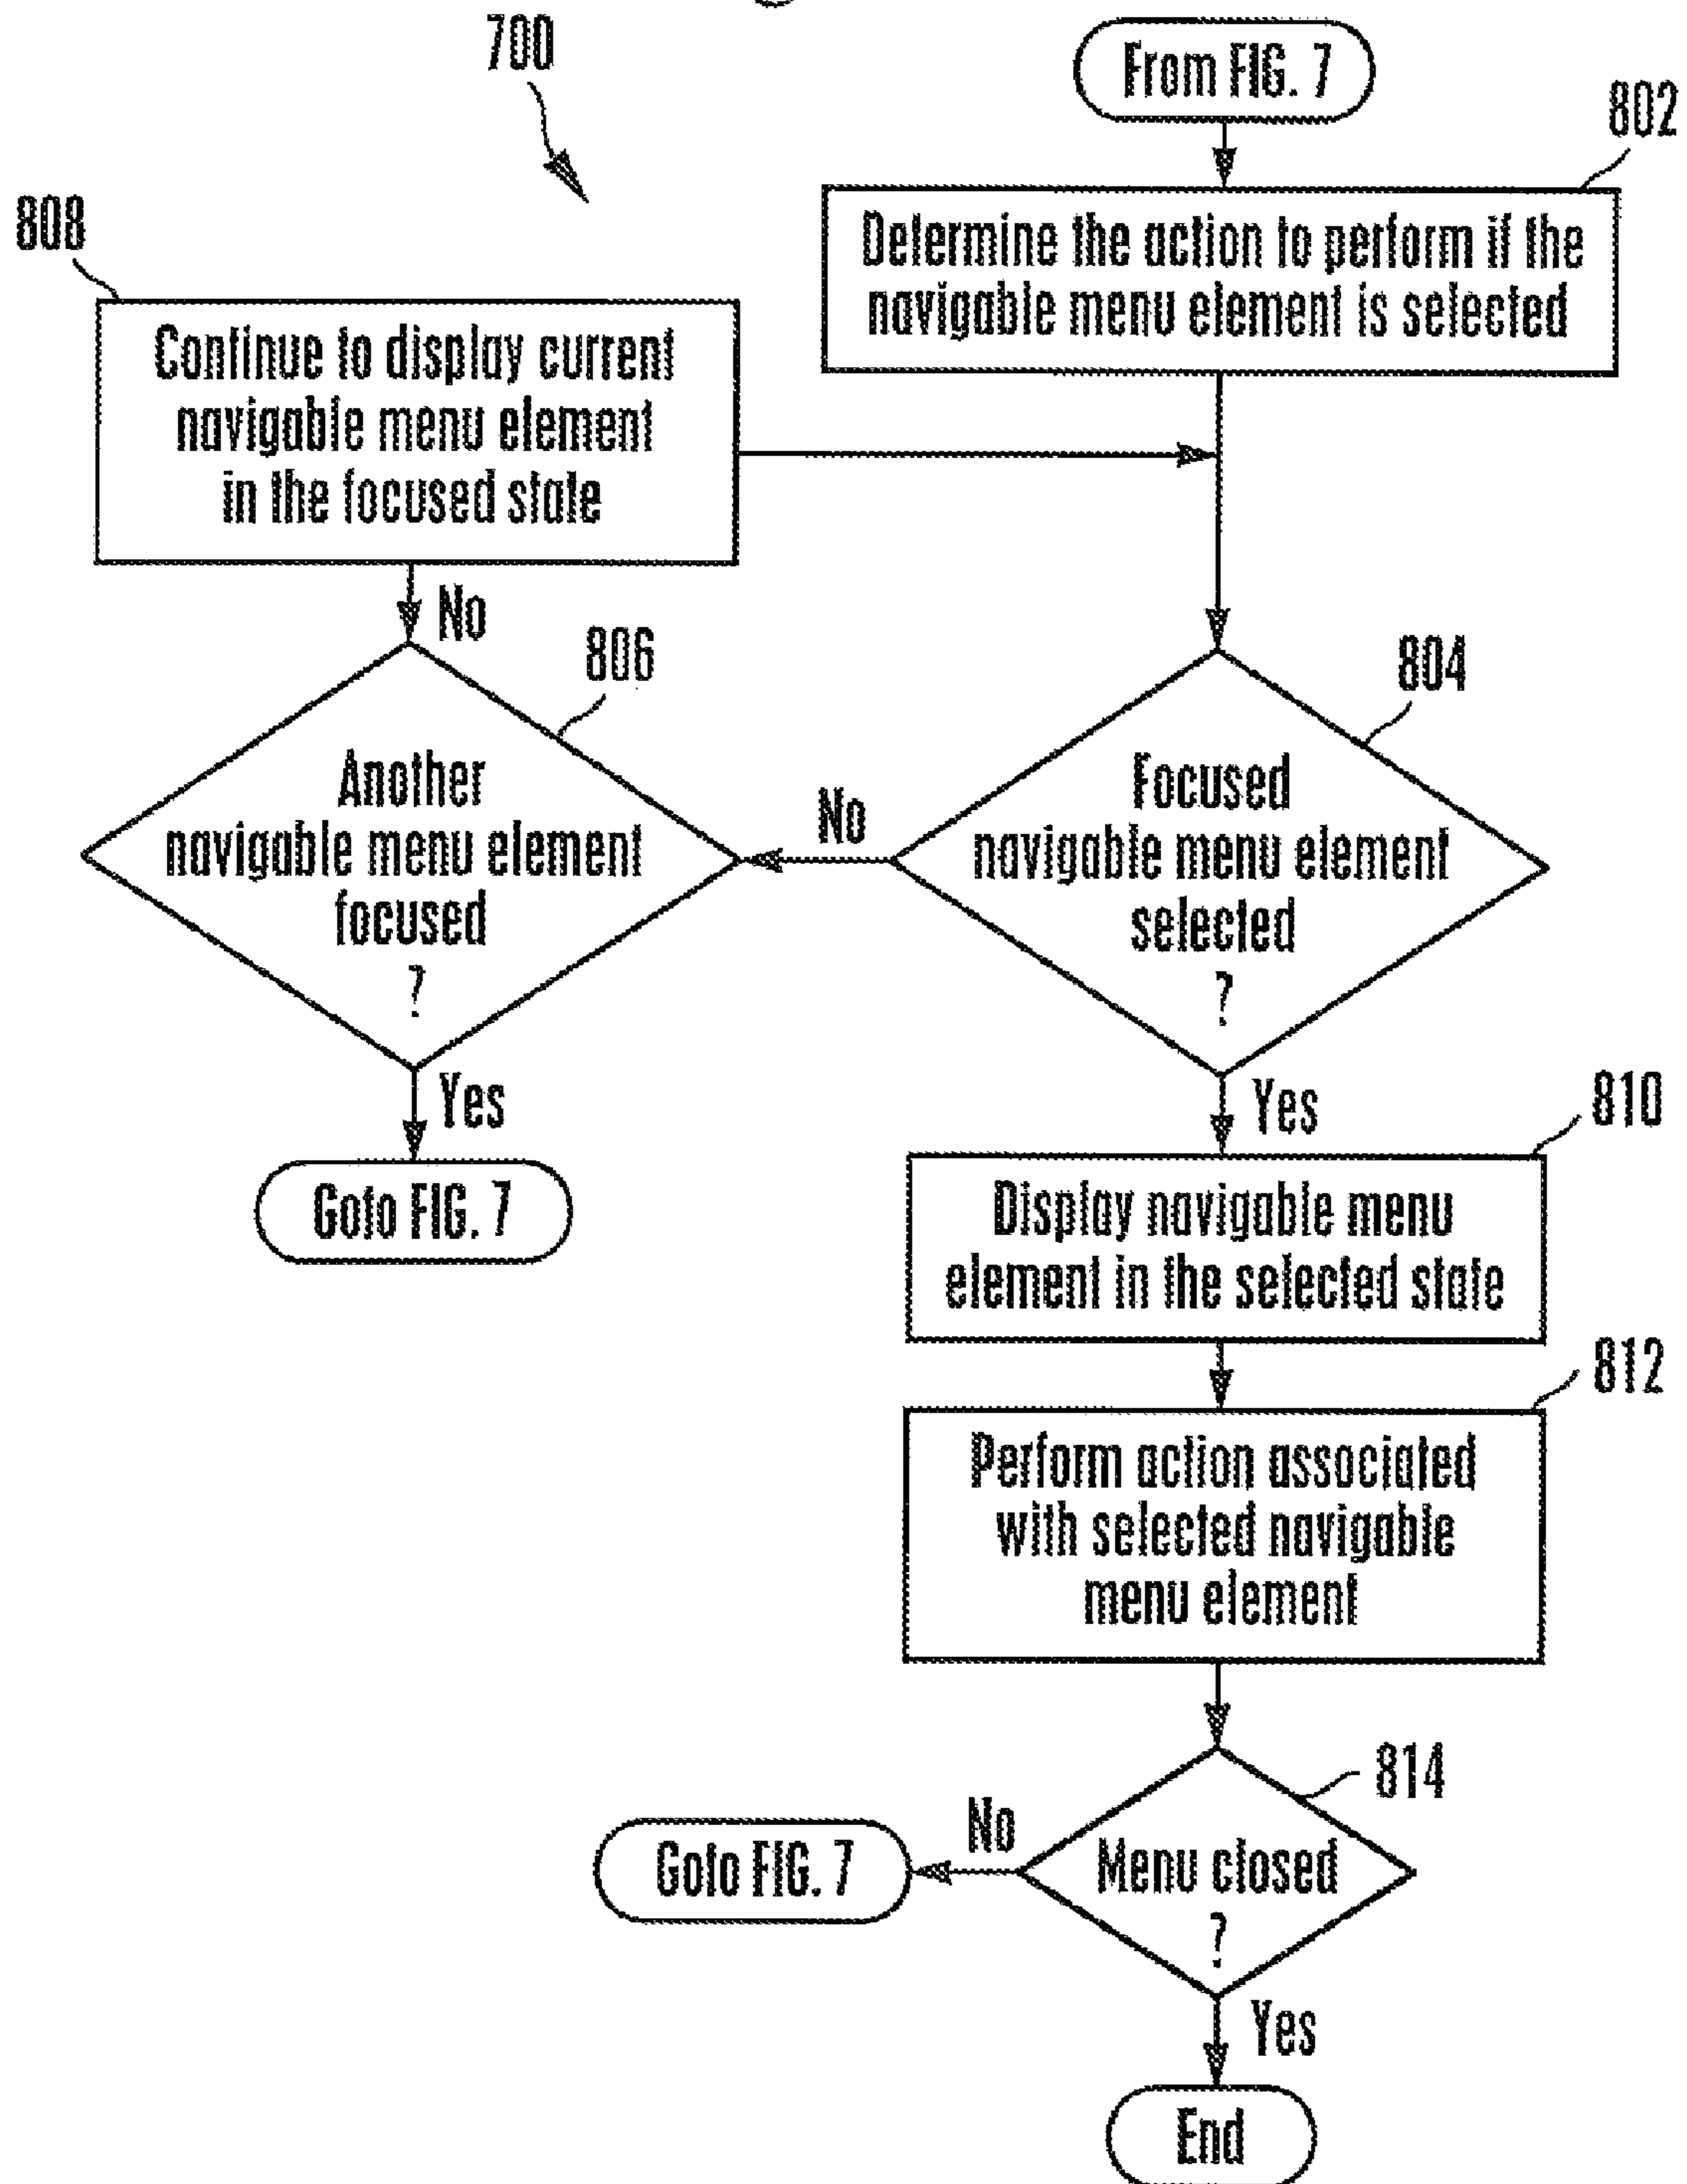 700
From FIG. 7
802
Determine the action to perform if the
navigable menu element is selected
808
Continue to display current
navigable menu element
in the focused state
No
806
Another
navigable menu element
focused
?
Yes
Goto FIG. 7
804
Focused
navigable menu element
selected
?
No
Yes
810
Display navigable menu
element in the selected state
812
Perform action associated
with selected navigable
menu element
814
Menu closed
?
No
Goto FIG. 7
Yes
End